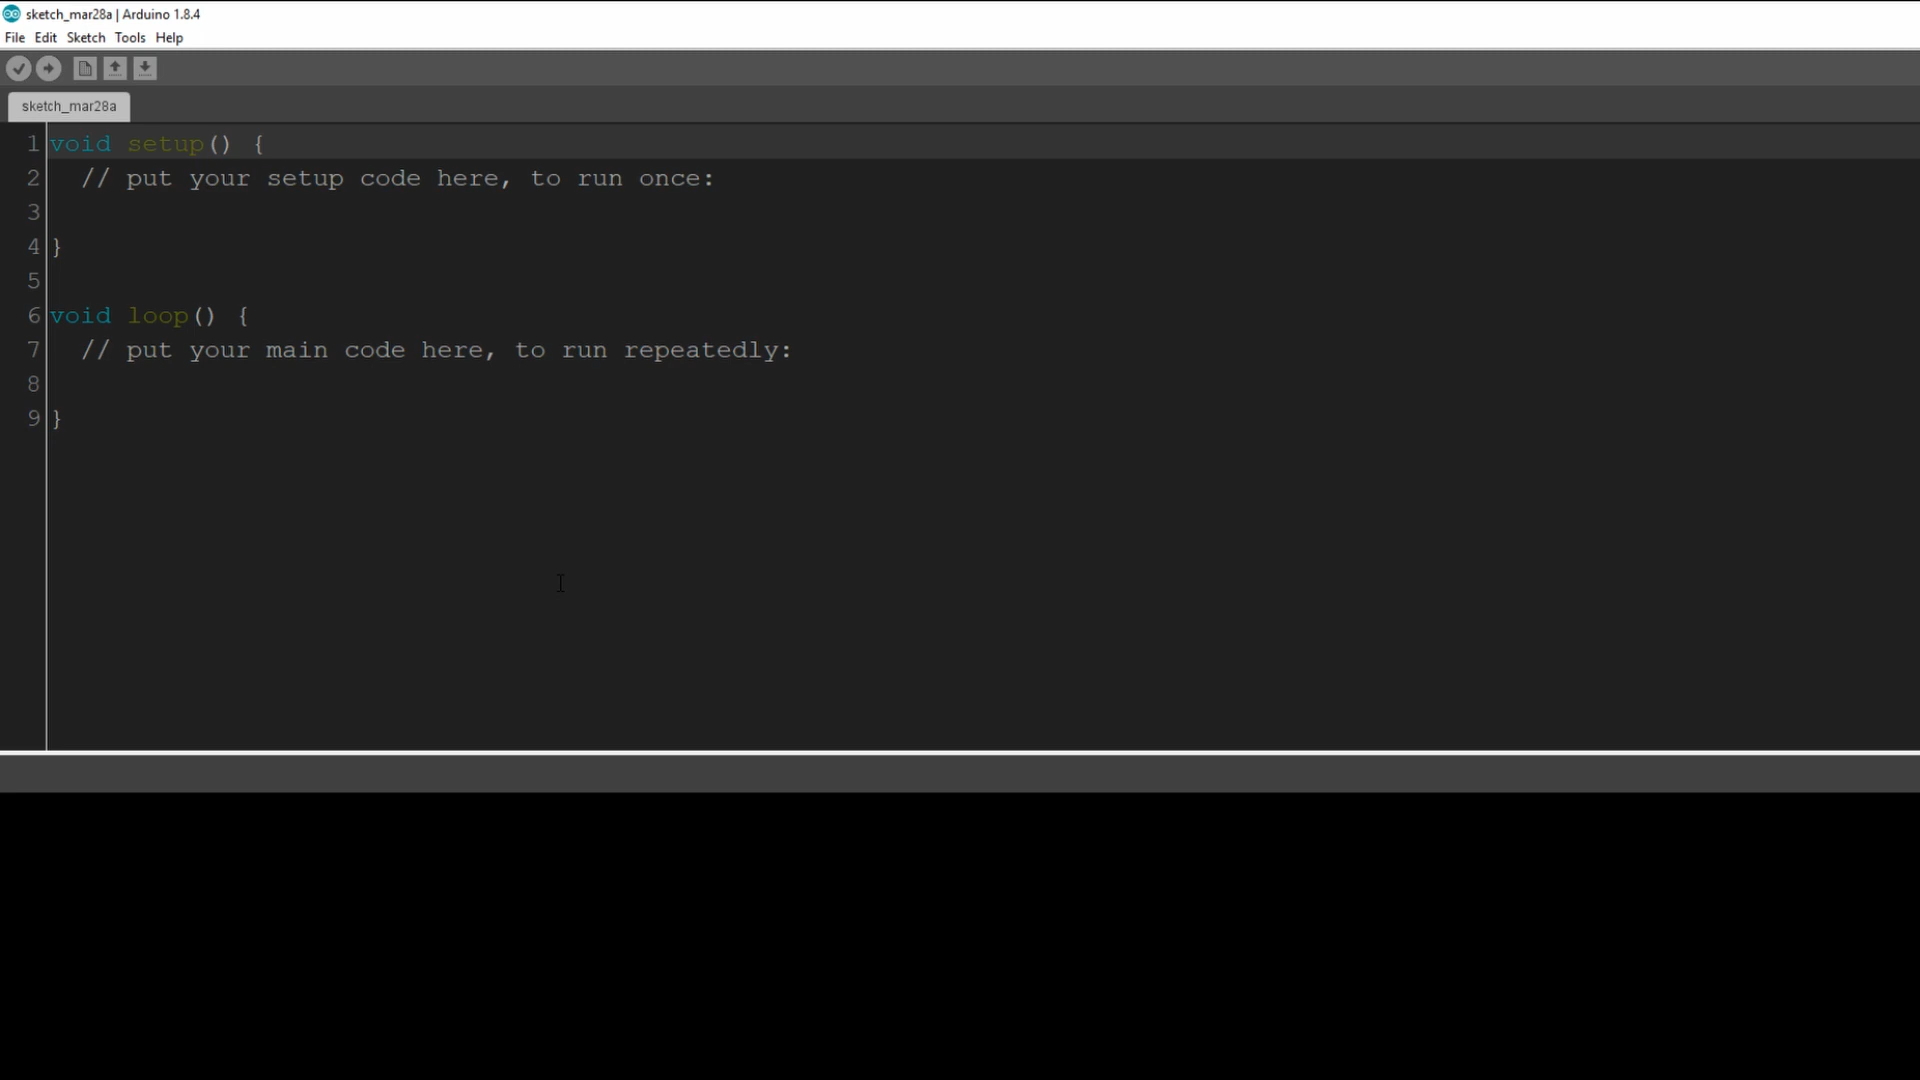 sketch_mar28a | Arduino 1.8.4
File Edit Sketch Tools Help
sketch_mar28a
1 void setup() {
2 // put your setup code here, to run once:
3
4 }
5
6 void loop() {
7 // put your main code here, to run repeatedly:
8
9 }